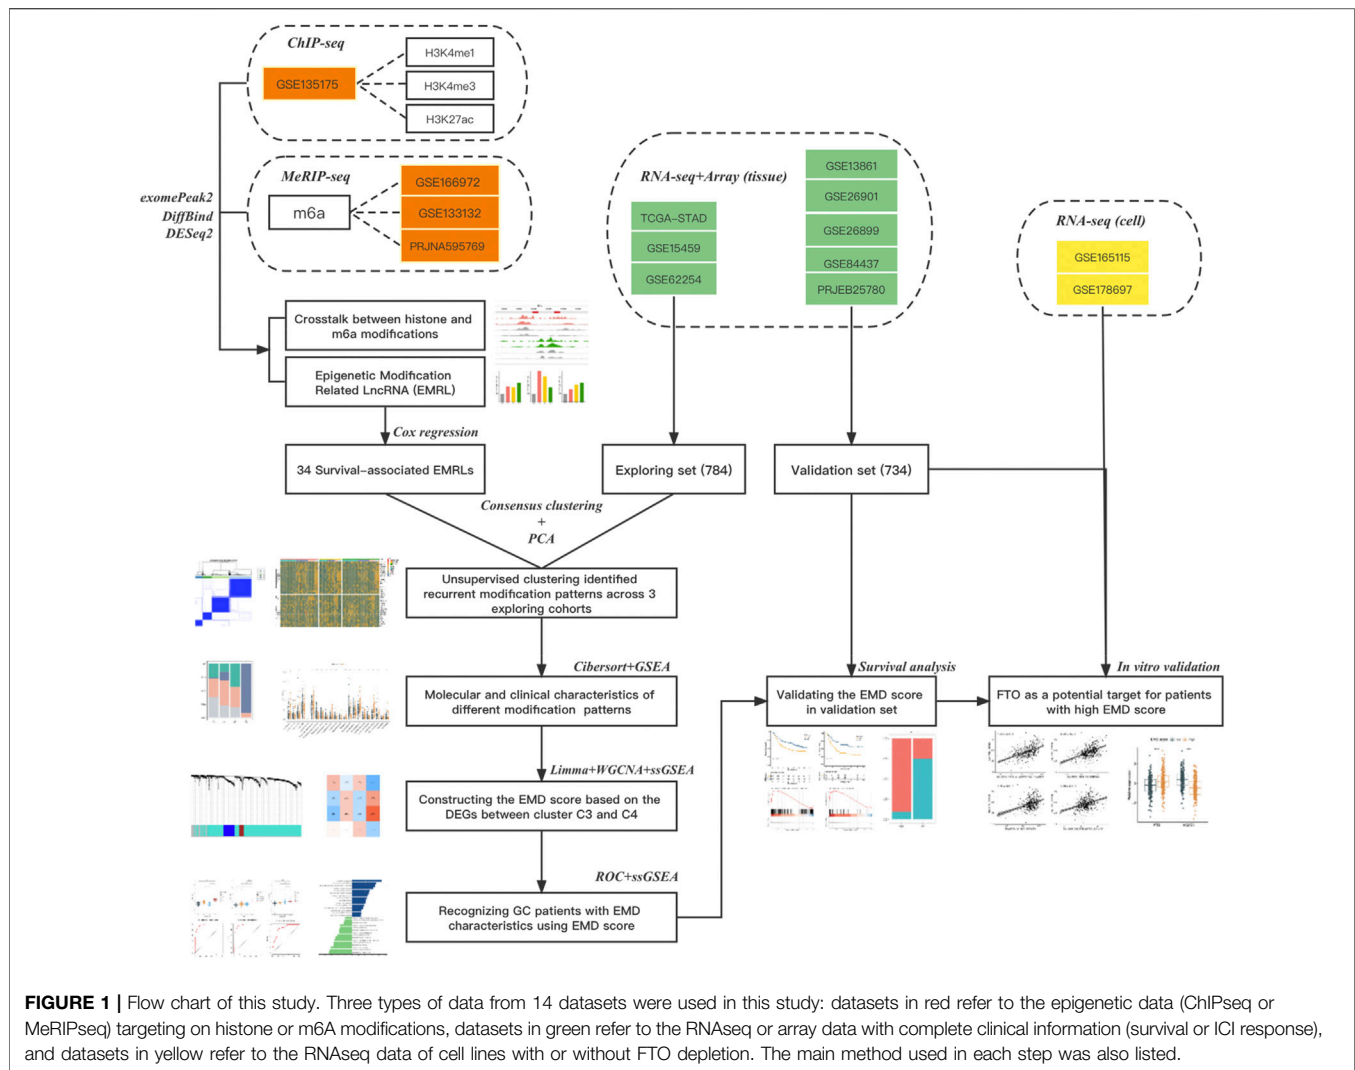 ChIP-seq
GSE135175
H3K4me1
H3K4me3
H3K27ac
MeRIP-seq
m6a
GSE166972
GSE133132
PRJNA595769
exomePeak2
DiffBind
DESeq2
RNA-seq+Array (tissue)
TCGA-STAD
GSE15459
GSE62254
GSE13861
GSE26901
GSE26899
GSE84437
PRJEB25780
RNA-seq (cell)
GSE165115
GSE178697
Crosstalk between histone and
m6a modifications
Epigenetic Modification
Related LncRNA (EMRL)
Cox regression
34 Survival-associated EMRLs
Exploring set (784)
Validation set (734)
Consensus clustering
+
PCA
Unsupervised clustering identified
recurrent modification patterns across 3
exploring cohorts
Cibersort+GSEA
Molecular and clinical characteristics of
different modification patterns
Limma+WGCNA+ssGSEA
Constructing the EMD score based on the
DEGs between cluster C3 and C4
ROC+ssGSEA
Recognizing GC patients with EMD
characteristics using EMD score
Survival analysis
Validating the EMD score
in validation set
In vitro validation
FTO as a potential target for patients
with high EMD score
FIGURE 1 | Flow chart of this study. Three types of data from 14 datasets were used in this study: datasets in red refer to the epigenetic data (ChIPseq or
MeRIPseq) targeting on histone or m6A modifications, datasets in green refer to the RNAseq or array data with complete clinical information (survival or ICI response),
and datasets in yellow refer to the RNAseq data of cell lines with or without FTO depletion. The main method used in each step was also listed.